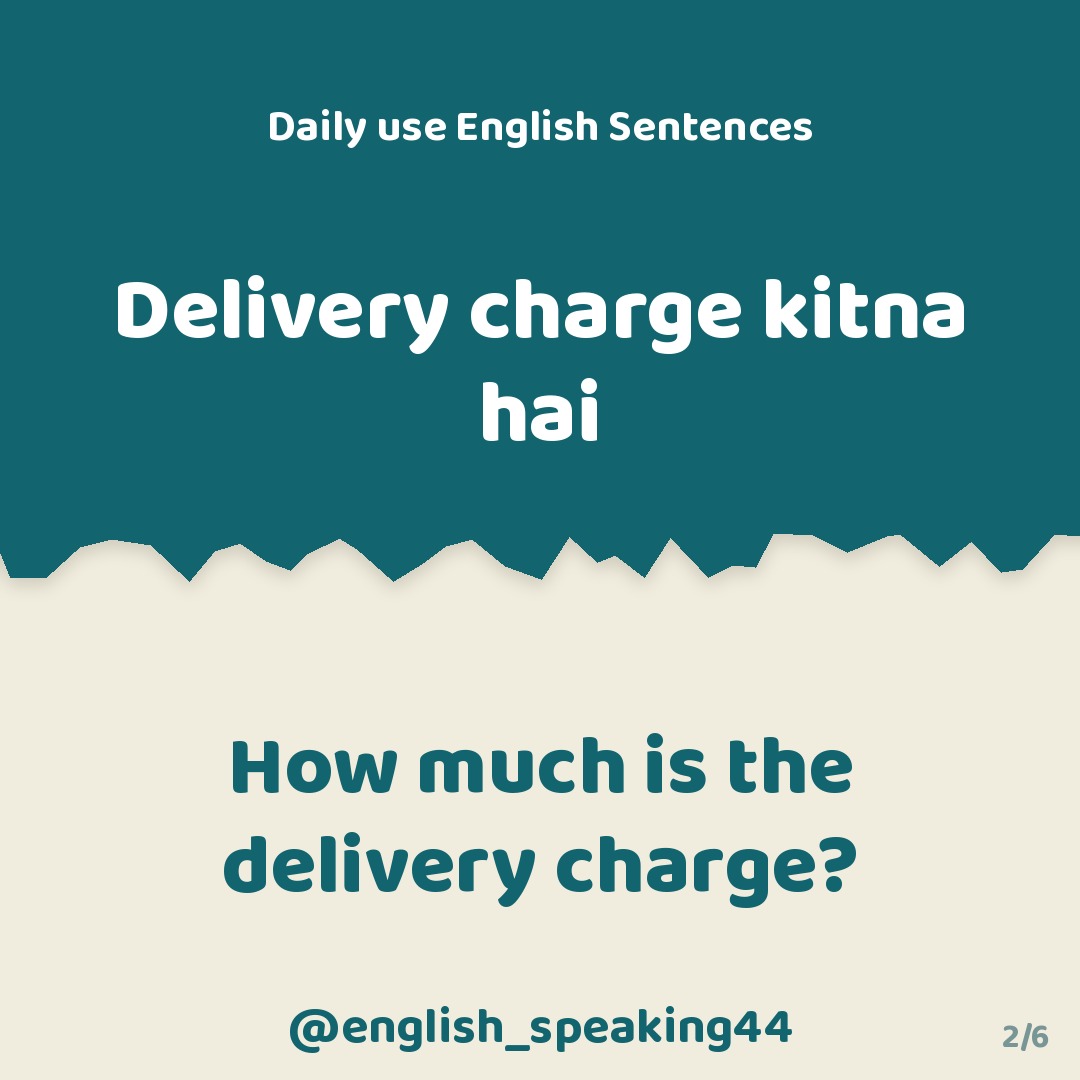 Daily use English Sentences
Delivery charge kitna
hai
How much is the
delivery charge?
@english_speaking44
2/6